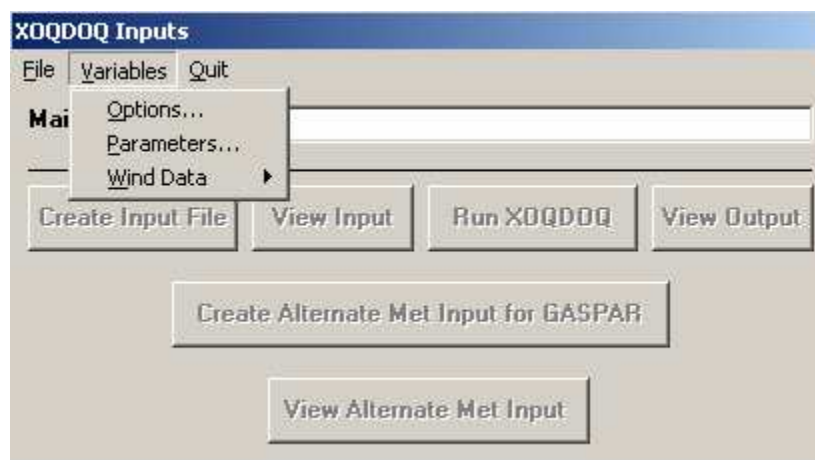 XOQDOQ Inputs
File Variables Quit
Options...
Mai
Parameters...
Wind Data
Create Input File View Input Run XOQDOQ View Output
Create Alternate Met Input for GASPAR
View Alternate Met Input